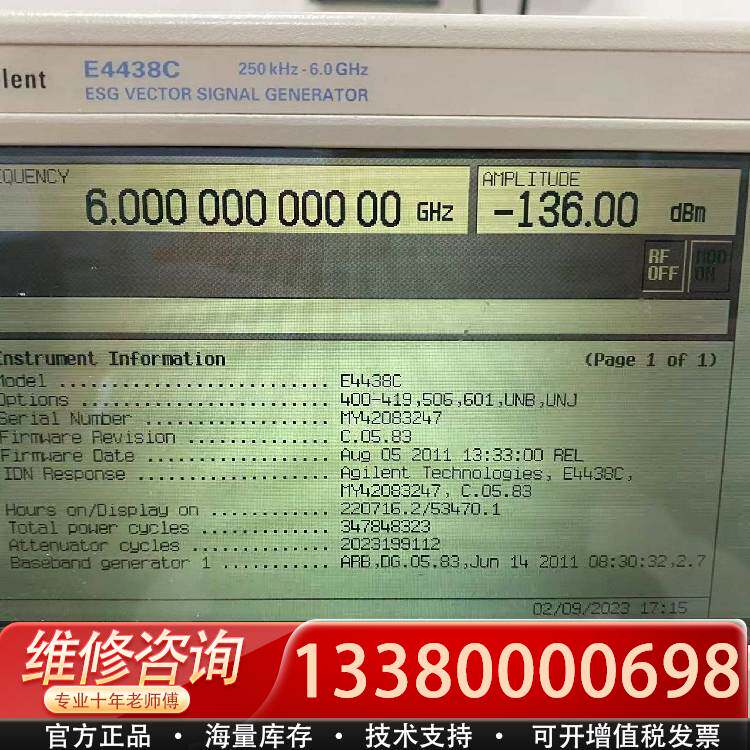 lent E4438C 250 kHz - 6.0 GHz
ESG VECTOR SIGNAL GENERATOR
QUENCY AMPLITUDE
6.000 000 000 00 GHz -136.00 dBm
RF OFF MOD ON
Instrument Information (Page 1 of 1)
Model ............................ E4438C
Options .......................... 400-419,506,601,UNB,UNJ
Serial Number ................ MY42083247
Firmware Revision .............. C.05.83
Firmware Date .................. Aug 05 2011 13:33:00 REL
IDN Response ................... Agilent Technologies, E4438C,
MY42083247, C.05.83
Hours on/Display on ............ 220716.2/53470.1
Total power cycles ............. 347848323
Attenuator cycles .............. 2023199112
Baseband generator 1 ........... ARB,DG.05.83,Jun 14 2011 08:30:32,2.7
02/09/2023 17:15
维修咨询 13380000698
专业十年老师傅
官方正品 · 海量库存 · 技术支持 · 可开增值税发票